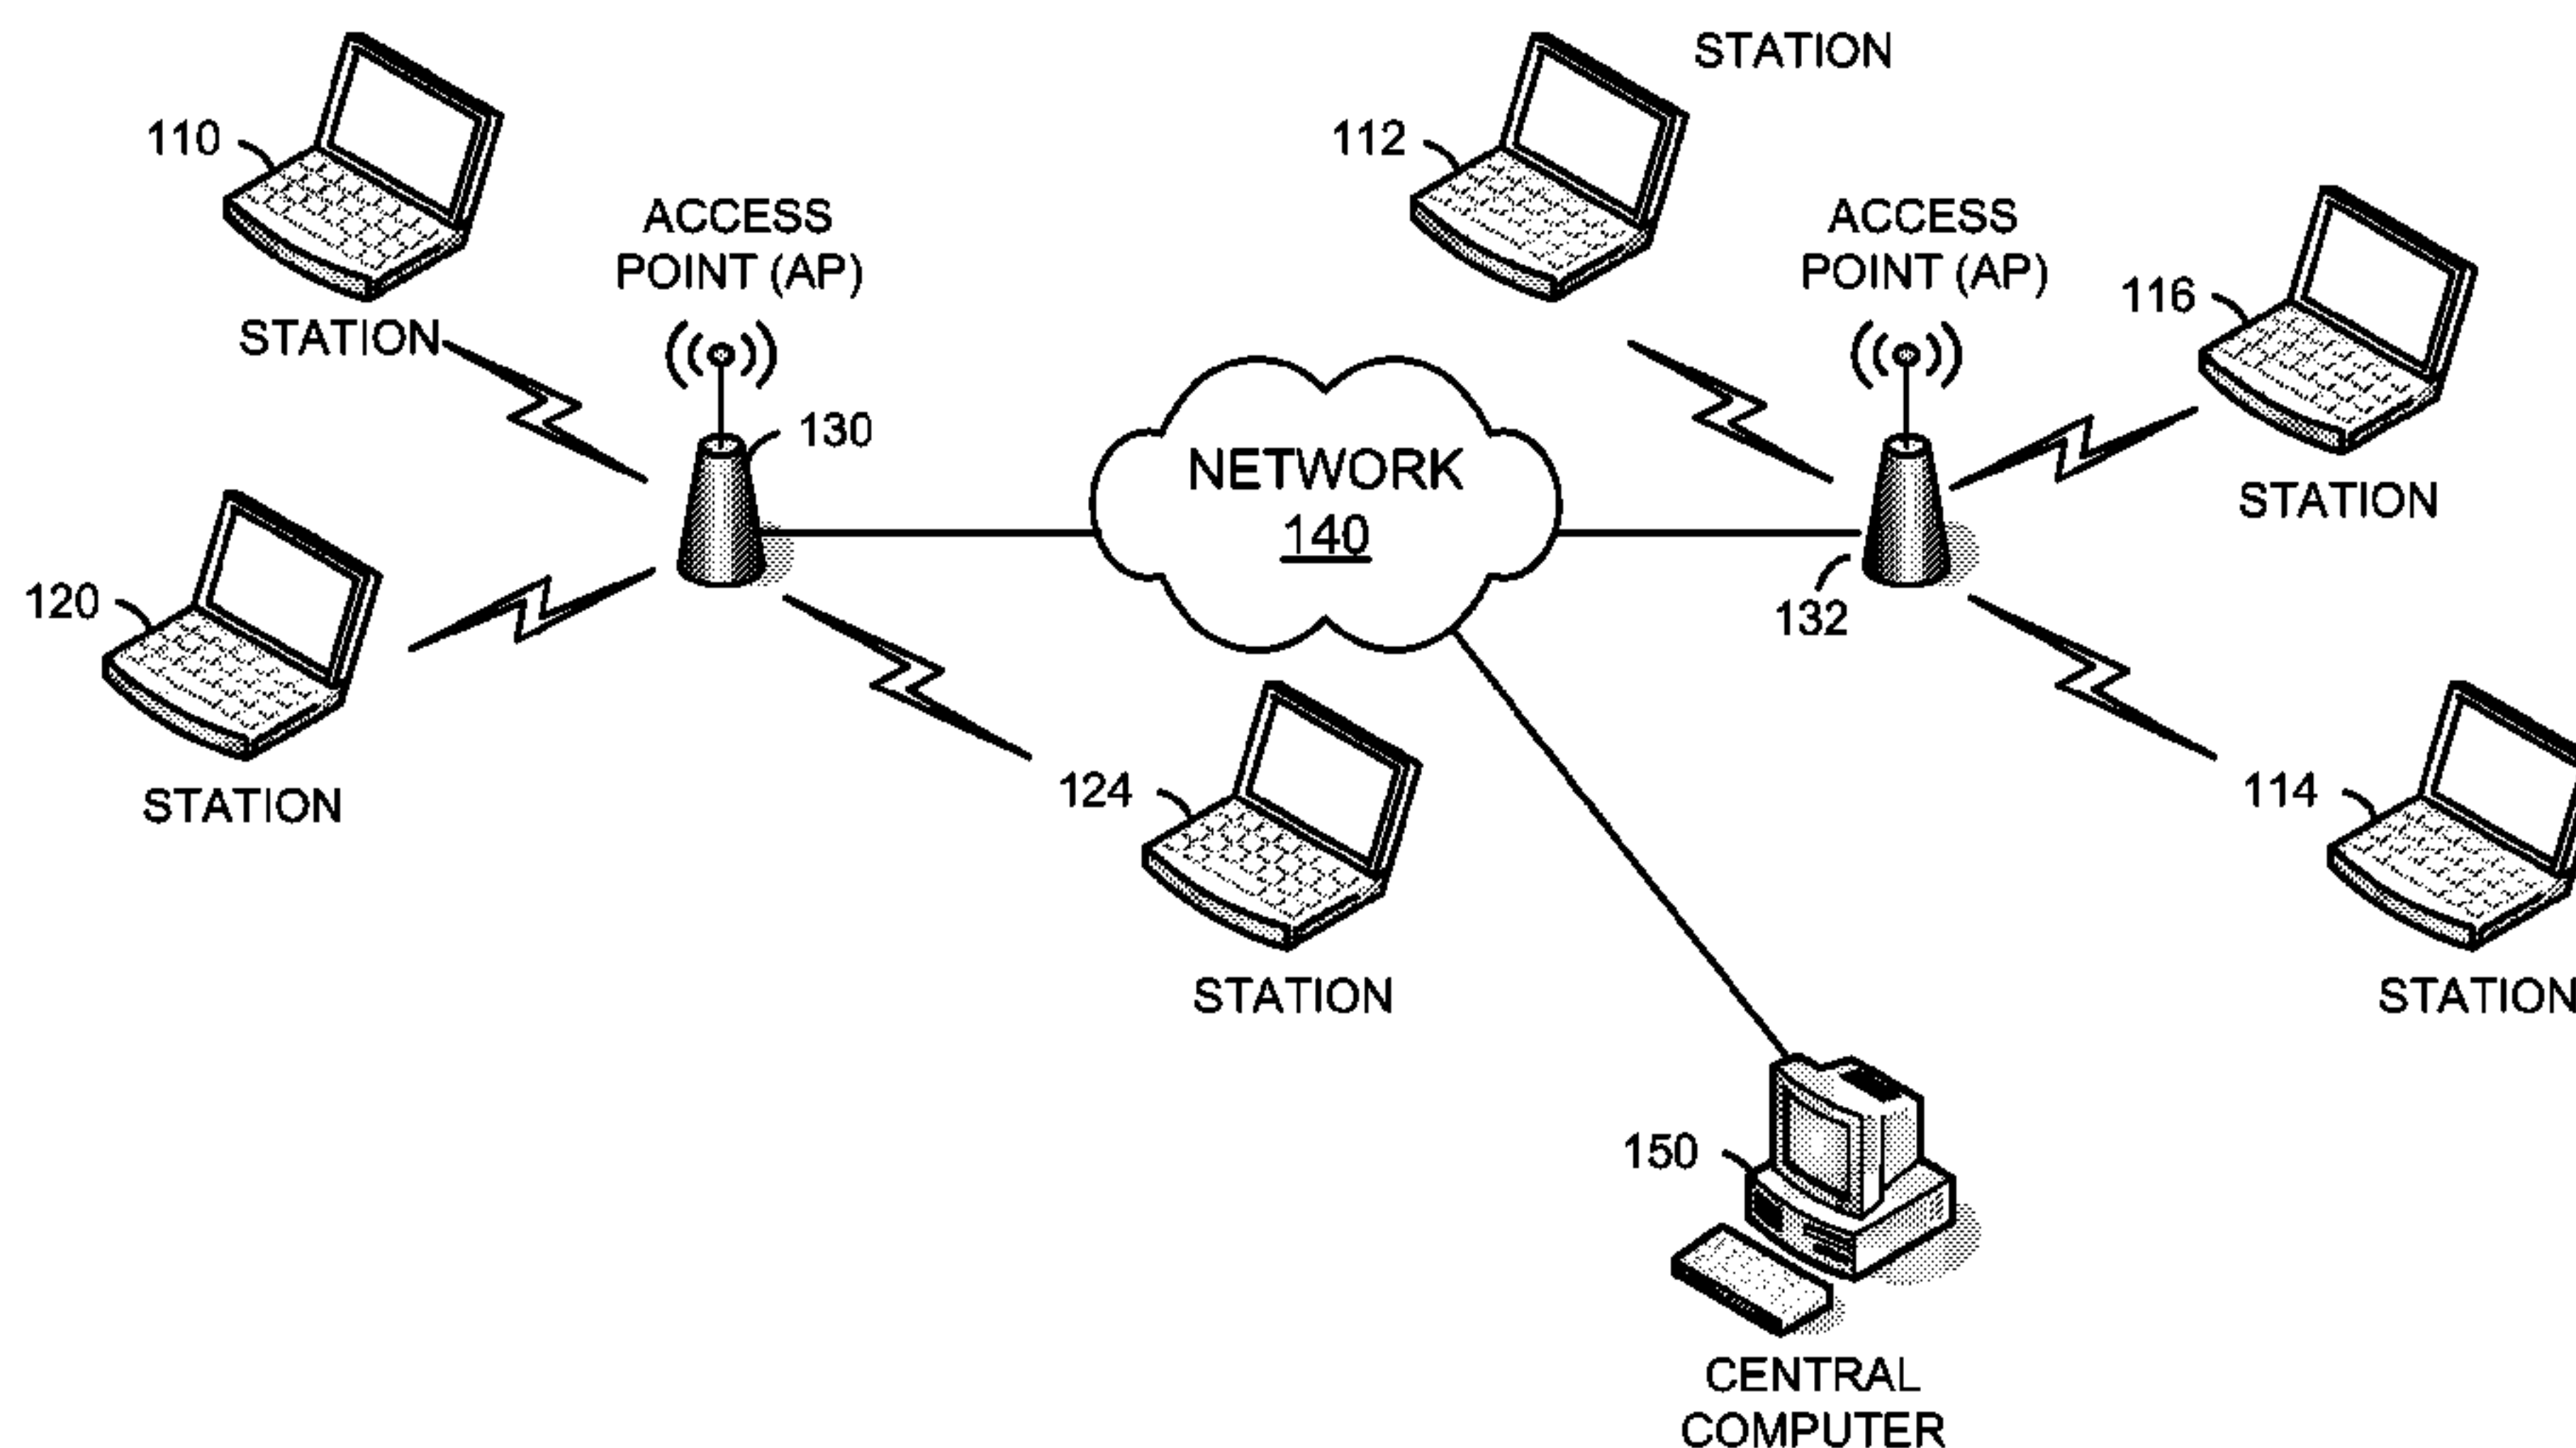 STATION
110
112
ACCESS
POINT (AP)
ACCESS
POINT (AP)
116
STATION
130
NETWORK
140
STATION
120
132
124
114
STATION
STATION
STATION
150
CENTRAL
COMPUTER